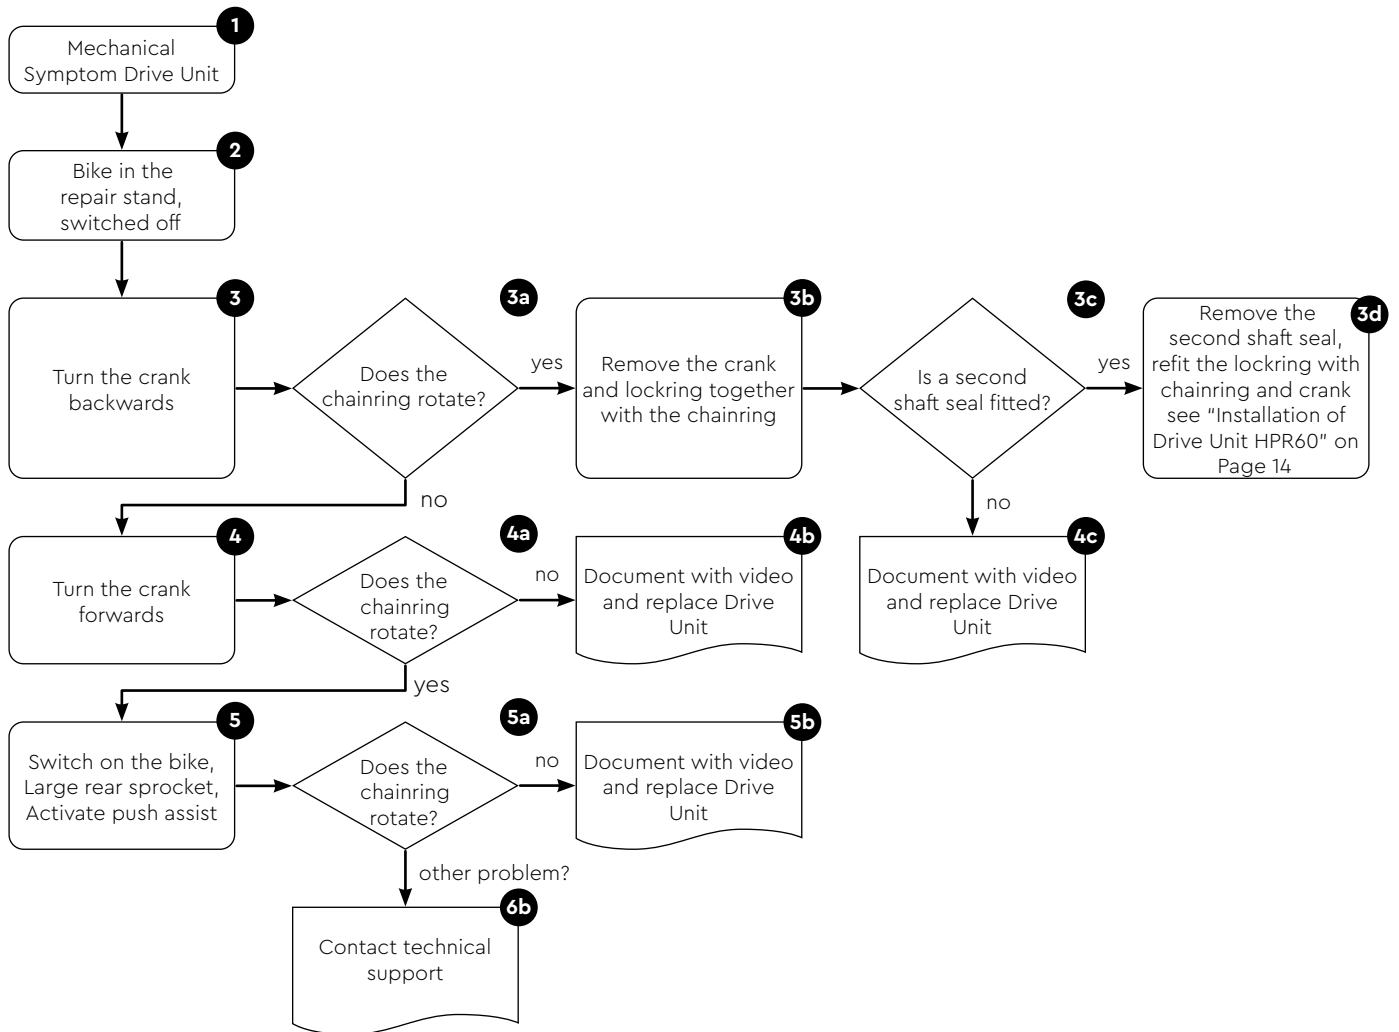 1
Mechanical
Symptom Drive Unit
2
Bike in the
repair stand,
switched off
3
Turn the crank
backwards
3a
Does the
chainring rotate?
yes
3b
Remove the crank
and lockring together
with the chainring
3c
Is a second
shaft seal fitted?
yes
3d
Remove the
second shaft seal,
refit the lockring with
chainring and crank
see “Installation of
Drive Unit HPR60” on
Page 14
no
no
4
Turn the crank
forwards
4a
Does the
chainring
rotate?
no
4b
Document with video
and replace Drive
Unit
4c
Document with video
and replace Drive
Unit
yes
5
Switch on the bike,
Large rear sprocket,
Activate push assist
5a
Does the
chainring
rotate?
no
5b
Document with video
and replace Drive
Unit
other problem?
6b
Contact technical
support